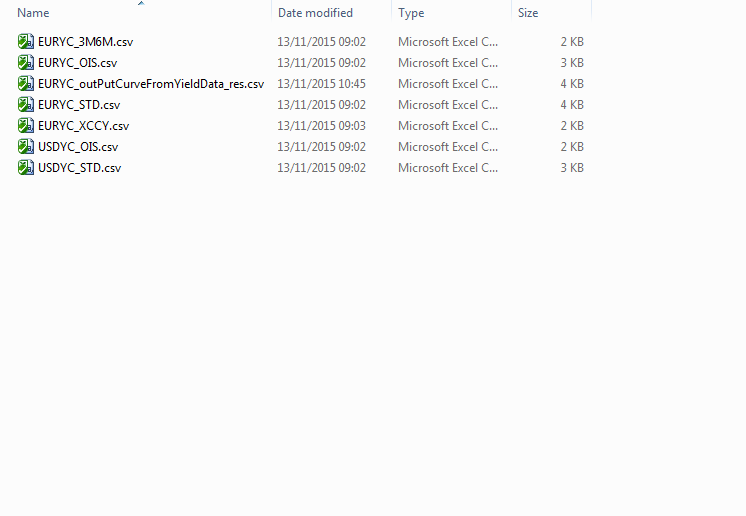 Name Date modified Type Size
EURYC_3M6M.csv 13/11/2015 09:02 Microsoft Excel C... 2 KB
EURYC_OIS.csv 13/11/2015 09:02 Microsoft Excel C... 3 KB
EURYC_outPutCurveFromYieldData_res.csv 13/11/2015 10:45 Microsoft Excel C... 4 KB
EURYC_STD.csv 13/11/2015 09:02 Microsoft Excel C... 4 KB
EURYC_XCCY.csv 13/11/2015 09:03 Microsoft Excel C... 2 KB
USDYC_OIS.csv 13/11/2015 09:02 Microsoft Excel C... 2 KB
USDYC_STD.csv 13/11/2015 09:02 Microsoft Excel C... 3 KB